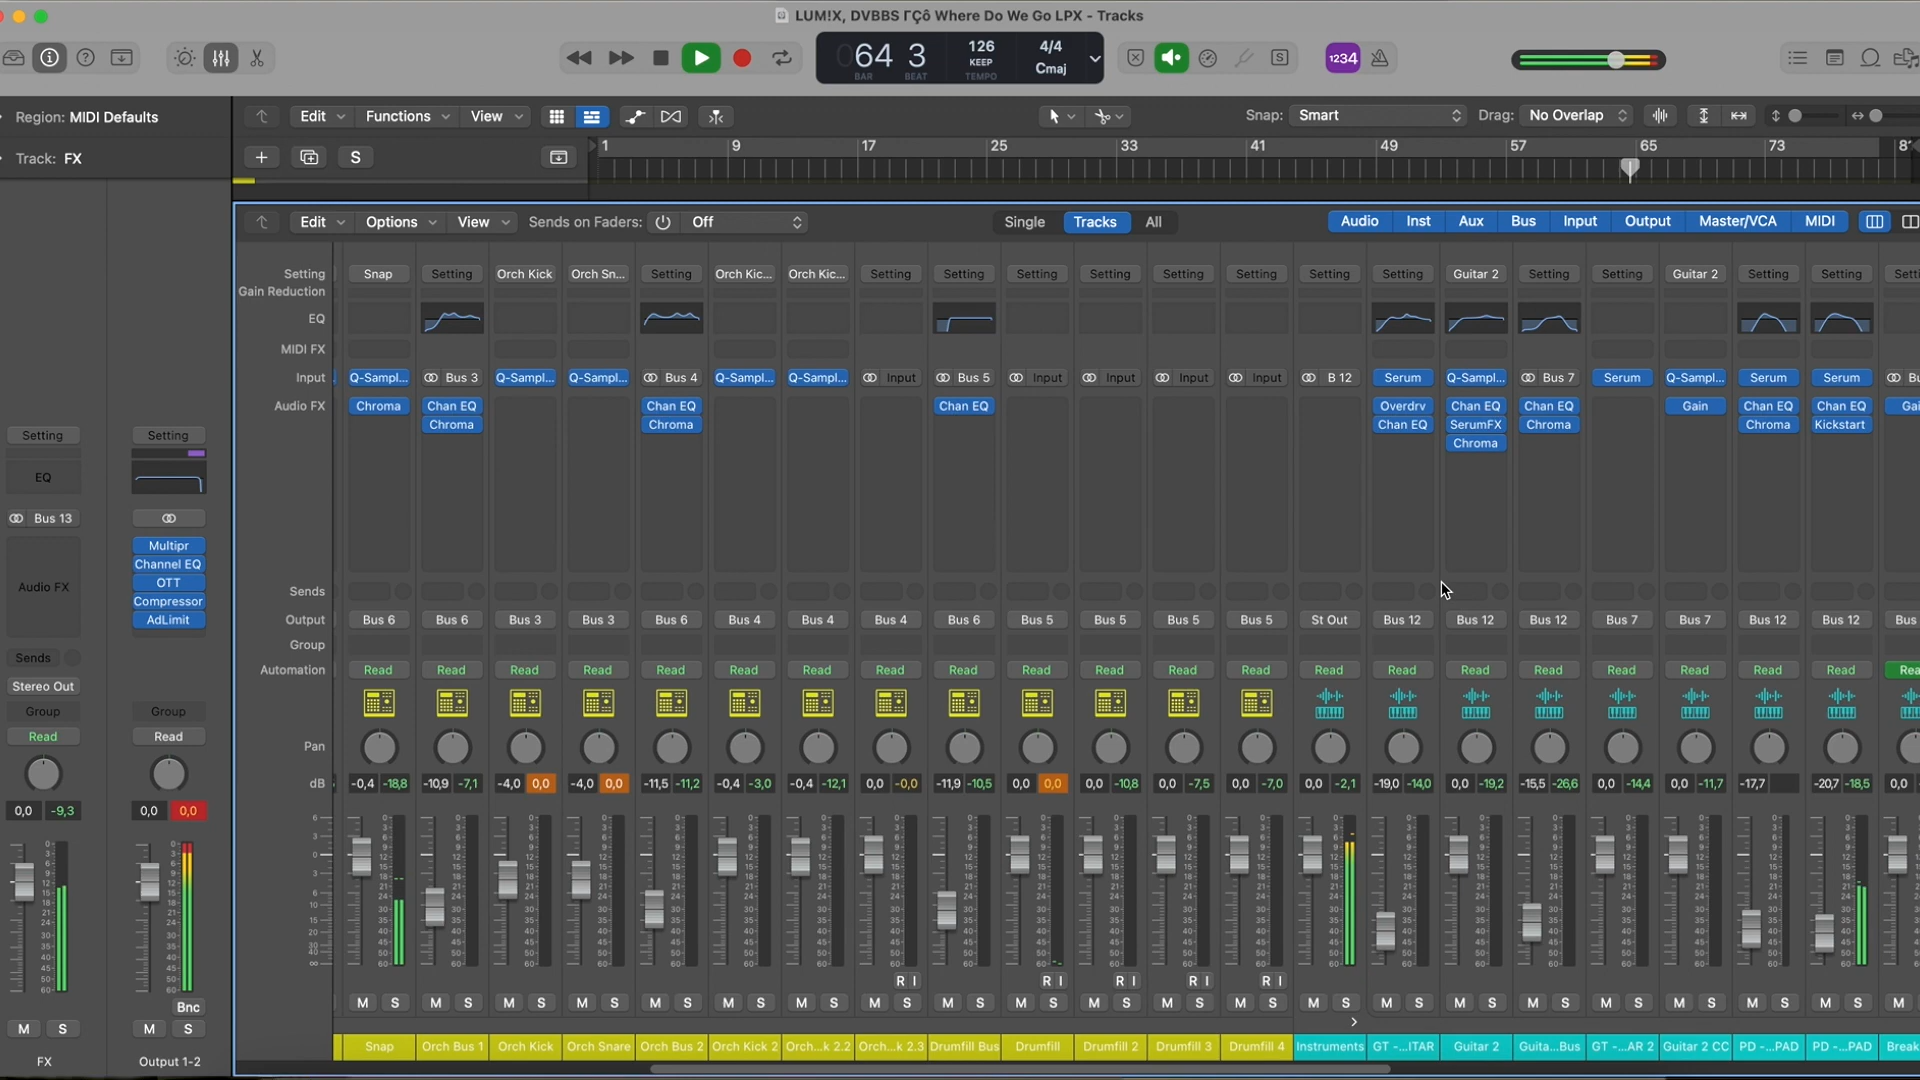 LUM!X, DVBBS ΓÇô Where Do We Go LPX - Tracks
64 3 126 4/4
KEEP Cmaj
BAR BEAT TEMPO
1234
Region: MIDI Defaults
Edit Functions View
Snap: Smart Drag: No Overlap
Track: FX
S
1 9 17 25 33 41 49 57 65 73
Edit Options View Sends on Faders: Off
Single Tracks All
Audio Inst Aux Bus Input Output Master/VCA MIDI
Setting Snap Setting Orch Kick Orch Sn... Setting Orch Kic... Orch Kic... Setting Setting Setting Setting Setting Setting Setting Setting Guitar 2 Setting Setting Guitar 2 Setting Setting Setti
Gain Reduction
EQ
MIDI FX
Input Q-Sampl... Bus 3 Q-Sampl... Q-Sampl... Bus 4 Q-Sampl... Q-Sampl... Input Bus 5 Input Input Input Input B 12 Serum Q-Sampl... Bus 7 Serum Q-Sampl... Serum Serum Bu
Audio FX Chroma Chan EQ Chan EQ Chan EQ Overdrv Chan EQ Chan EQ Gain Chan EQ Chan EQ Gai
Chroma Chroma Chan EQ SerumFX Chroma Chroma Kickstart
Chroma
Setting Setting
EQ
Bus 13
Multipr
Channel EQ
Audio FX OTT
Compressor
AdLimit
Sends
Output Bus 6 Bus 6 Bus 3 Bus 3 Bus 6 Bus 4 Bus 4 Bus 4 Bus 6 Bus 5 Bus 5 Bus 5 Bus 5 St Out Bus 12 Bus 12 Bus 12 Bus 7 Bus 7 Bus 12 Bus 12 Bus
Group
Sends
Automation Read Read Read Read Read Read Read Read Read Read Read Read Read Read Read Read Read Read Read Read Read Rea
Stereo Out
Group Group
Read Read
Pan
dB -0,4 -18,8 -10,9 -7,1 -4,0 0,0 -4,0 0,0 -11,5 -11,2 -0,4 -3,0 -0,4 -12,1 0,0 -0,0 -11,9 -10,5 0,0 0,0 0,0 -10,8 0,0 -7,5 0,0 -7,0 0,0 -2,1 -19,0 -14,0 0,0 -19,2 -15,5 -26,6 0,0 -14,4 0,0 -11,7 -17,7 -20,7 -18,5 0,0
0,0 -9,3 0,0 0,0
R I R I R I R I R I
Bnc
M S M S M S M S M S M S M S M S M S M S M S M S M S M S M S M S M S M S M S M S M S M
M S M S
Snap Orch Bus 1 Orch Kick Orch Snare Orch Bus 2 Orch Kick 2 Orch...k 2.2 Orch...k 2.3 Drumfill Bus Drumfill Drumfill 2 Drumfill 3 Drumfill 4 Instruments GT -...ITAR Guitar 2 Guita...Bus GT -...AR 2 Guitar 2 CC PD -...PAD PD -...PAD Break
FX Output 1-2